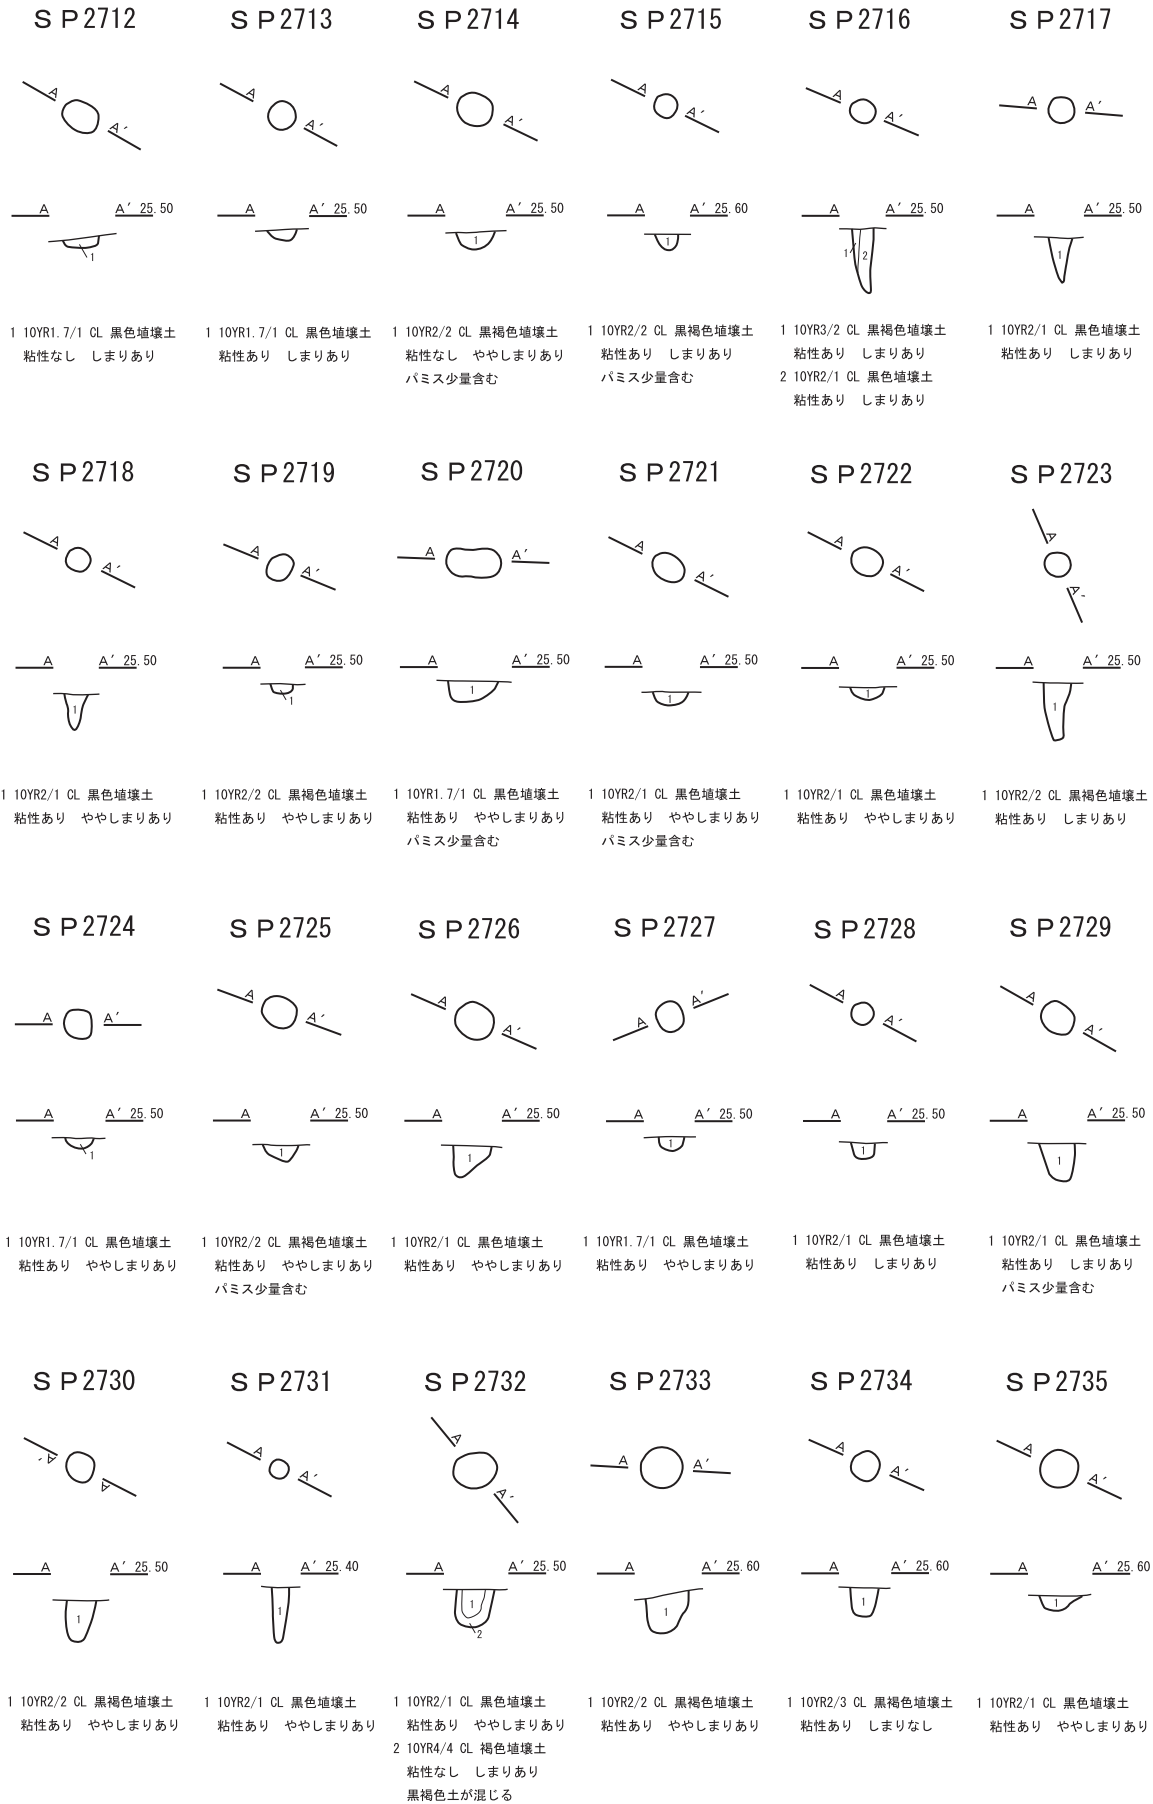 ＳＰ2712
A
A′
A
A′ 25.50
1
1 10YR1.7/1 CL 黒色埴壌土
粘性なし　しまりあり
ＳＰ2713
A
A′
A
A′ 25.50
1 10YR1.7/1 CL 黒色埴壌土
粘性あり　しまりあり
ＳＰ2714
A
A′
A
A′ 25.50
1
1 10YR2/2 CL 黒褐色埴壌土
粘性なし　ややしまりあり
パミス少量含む
ＳＰ2715
A
A′
A
A′ 25.60
1
1 10YR2/2 CL 黒褐色埴壌土
粘性あり　しまりあり
パミス少量含む
ＳＰ2716
A
A′
A
A′ 25.50
1
2
1 10YR3/2 CL 黒褐色埴壌土
粘性あり　しまりあり
2 10YR2/1 CL 黒色埴壌土
粘性あり　しまりあり
ＳＰ2717
A
A′
A
A′ 25.50
1
1 10YR2/1 CL 黒色埴壌土
粘性あり　しまりあり
ＳＰ2718
A
A′
A
A′ 25.50
1
1 10YR2/1 CL 黒色埴壌土
粘性あり　ややしまりあり
ＳＰ2719
A
A′
A
A′ 25.50
1
1 10YR2/2 CL 黒褐色埴壌土
粘性あり　ややしまりあり
ＳＰ2720
A
A′
A
A′ 25.50
1
1 10YR1.7/1 CL 黒色埴壌土
粘性あり　ややしまりあり
パミス少量含む
ＳＰ2721
A
A′
A
A′ 25.50
1
1 10YR2/1 CL 黒色埴壌土
粘性あり　ややしまりあり
パミス少量含む
ＳＰ2722
A
A′
A
A′ 25.50
1
1 10YR2/1 CL 黒色埴壌土
粘性あり　ややしまりあり
ＳＰ2723
A
A′
A
A′ 25.50
1
1 10YR2/2 CL 黒褐色埴壌土
粘性あり　しまりあり
ＳＰ2724
A
A′
A
A′ 25.50
1
1 10YR1.7/1 CL 黒色埴壌土
粘性あり　ややしまりあり
ＳＰ2725
A
A′
A
A′ 25.50
1
1 10YR2/2 CL 黒褐色埴壌土
粘性あり　ややしまりあり
パミス少量含む
ＳＰ2726
A
A′
A
A′ 25.50
1
1 10YR2/1 CL 黒色埴壌土
粘性あり　ややしまりあり
ＳＰ2727
A
A′
A
A′ 25.50
1
1 10YR1.7/1 CL 黒色埴壌土
粘性あり　ややしまりあり
ＳＰ2728
A
A′
A
A′ 25.50
1
1 10YR2/1 CL 黒色埴壌土
粘性あり　しまりあり
ＳＰ2729
A
A′
A
A′ 25.50
1
1 10YR2/1 CL 黒色埴壌土
粘性あり　しまりあり
パミス少量含む
ＳＰ2730
A′
A
A
A′ 25.50
1
1 10YR2/2 CL 黒褐色埴壌土
粘性あり　ややしまりあり
ＳＰ2731
A
A′
A
A′ 25.40
1
1 10YR2/1 CL 黒色埴壌土
粘性あり　ややしまりあり
ＳＰ2732
A
A′
A
A′ 25.50
1
2
1 10YR2/1 CL 黒色埴壌土
粘性あり　ややしまりあり
2 10YR4/4 CL 褐色埴壌土
粘性なし　しまりあり
黒褐色土が混じる
ＳＰ2733
A
A′
A
A′ 25.60
1
1 10YR2/2 CL 黒褐色埴壌土
粘性あり　ややしまりあり
ＳＰ2734
A
A′
A
A′ 25.60
1
1 10YR2/3 CL 黒褐色埴壌土
粘性あり　しまりなし
ＳＰ2735
A
A′
A
A′ 25.60
1
1 10YR2/1 CL 黒色埴壌土
粘性あり　ややしまりあり